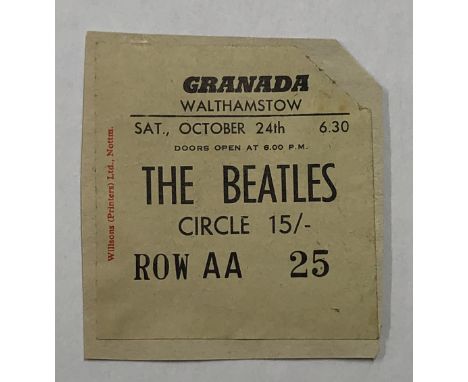 GRANADA
WALTHAMSTOW
SAT., OCTOBER 24th 6.30
DOORS OPEN AT 6.00 P.M.
THE BEATLES
CIRCLE 15/-
ROW AA 25
Willsons (Printers) Ltd., Nottm.